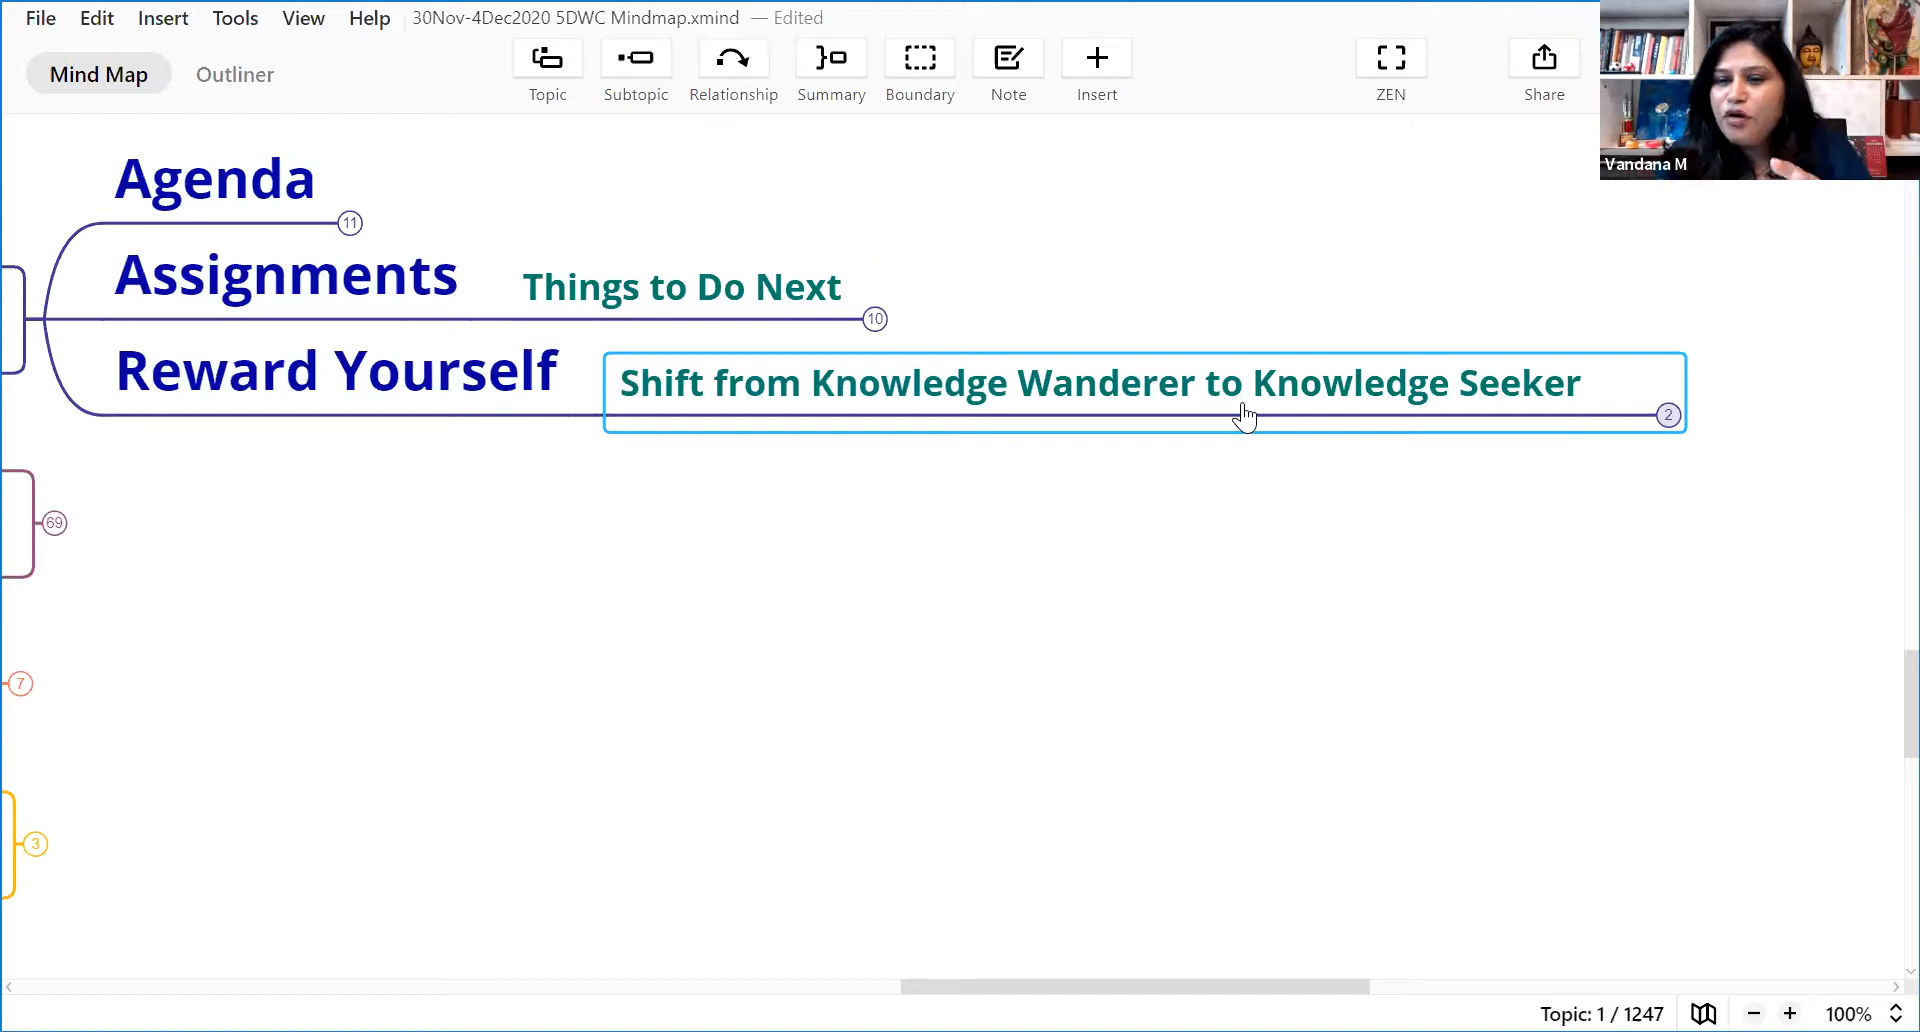 File Edit Insert Tools View Help 30Nov-4Dec2020 5DWC Mindmap.xmind — Edited
Mind Map Outliner
Topic Subtopic Relationship Summary Boundary Note Insert ZEN Share
Vandana M
Agenda
11
Assignments Things to Do Next
10
Reward Yourself Shift from Knowledge Wanderer to Knowledge Seeker
2
69
7
3
Topic: 1 / 1247 100%